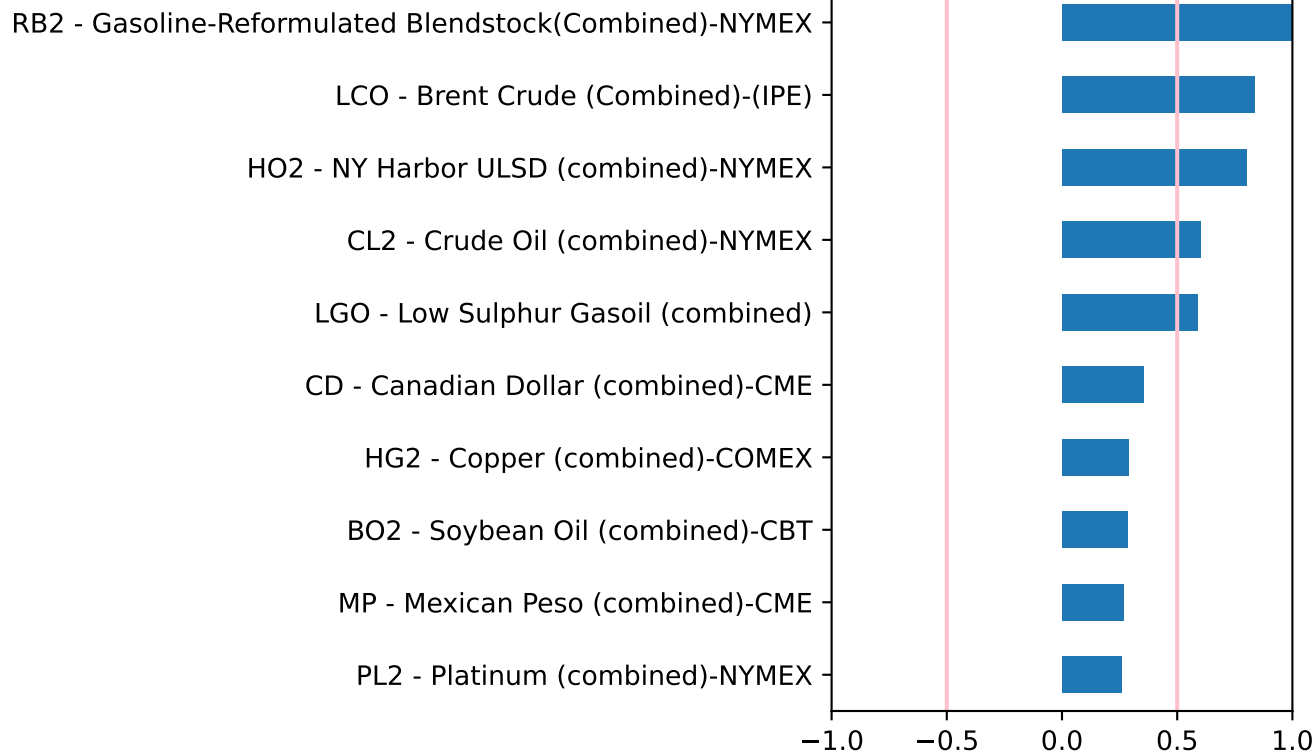 RB2 - Gasoline-Reformulated Blendstock(Combined)-NYMEX
LCO - Brent Crude (Combined)-(IPE)
HO2 - NY Harbor ULSD (combined)-NYMEX
CL2 - Crude Oil (combined)-NYMEX
LGO - Low Sulphur Gasoil (combined)
CD - Canadian Dollar (combined)-CME
HG2 - Copper (combined)-COMEX
BO2 - Soybean Oil (combined)-CBT
MP - Mexican Peso (combined)-CME
PL2 - Platinum (combined)-NYMEX
−1.0 −0.5 0.0 0.5 1.0